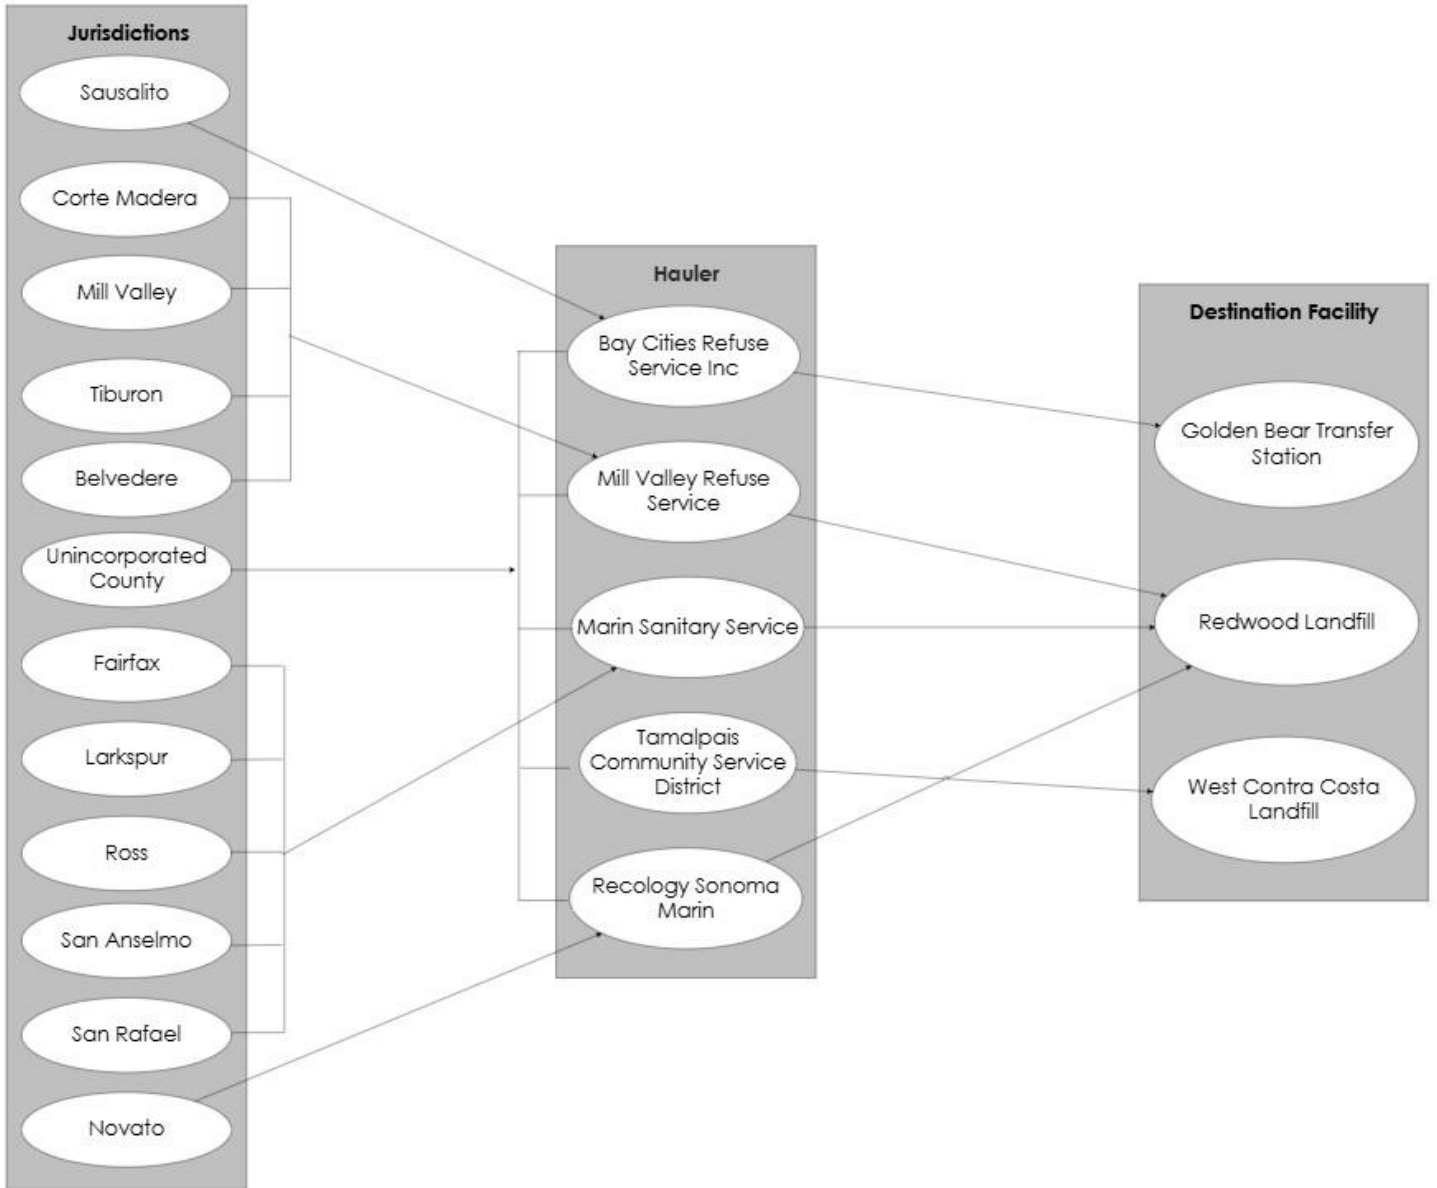 Jurisdictions
Sausalito
Corte Madera
Mill Valley
Tiburon
Belvedere
Unincorporated
County
Fairfax
Larkspur
Ross
San Anselmo
San Rafael
Novato
Hauler
Bay Cities Refuse
Service Inc
Mill Valley Refuse
Service
Marin Sanitary Service
Tamalpais
Community Service
District
Recology Sonoma
Marin
Destination Facility
Golden Bear Transfer
Station
Redwood Landfill
West Contra Costa
Landfill